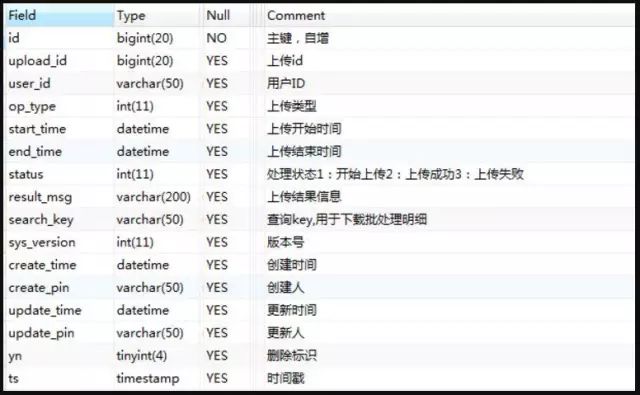 Field Type Null Comment
id bigint(20) NO 主键，自增
upload_id bigint(20) YES 上传id
user_id varchar(50) YES 用户ID
op_type int(11) YES 上传类型
start_time datetime YES 上传开始时间
end_time datetime YES 上传结束时间
status int(11) YES 处理状态1：开始上传2：上传成功3：上传失败
result_msg varchar(200) YES 上传结果信息
search_key varchar(50) YES 查询key,用于下载批处理明细
sys_version int(11) YES 版本号
create_time datetime YES 创建时间
create_pin varchar(50) YES 创建人
update_time datetime YES 更新时间
update_pin varchar(50) YES 更新人
yn tinyint(4) YES 删除标识
ts timestamp YES 时间戳